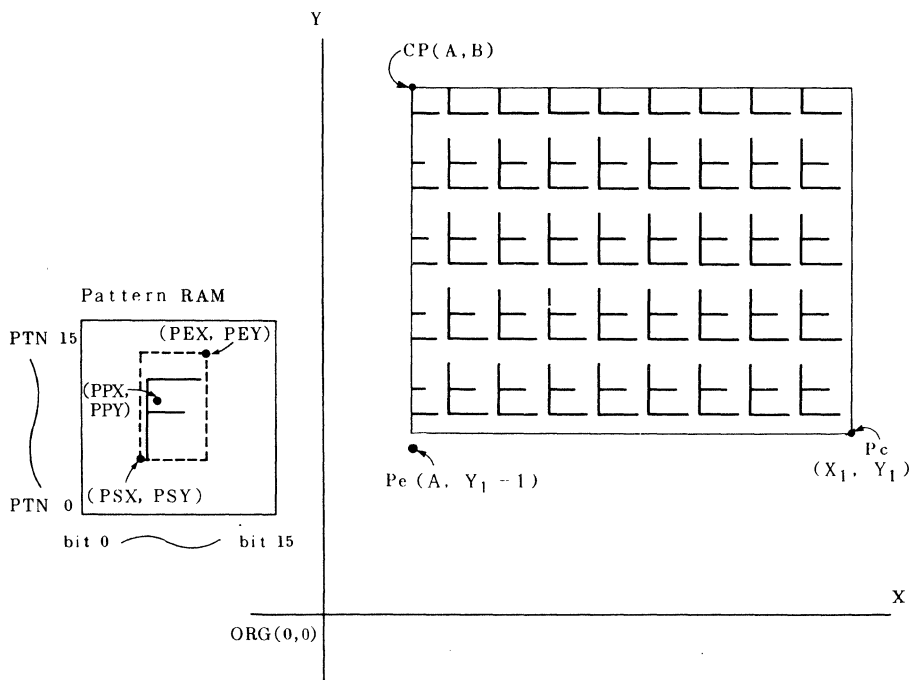 Y
CP(A,B)
Pattern RAM
PTN 15
(PEX, PEY)
(PPX,
PPY)
(PSX, PSY)
PTN 0
bit 0
bit 15
Pe(A, Y1 − 1)
Pc
(X1, Y1)
X
ORG(0,0)